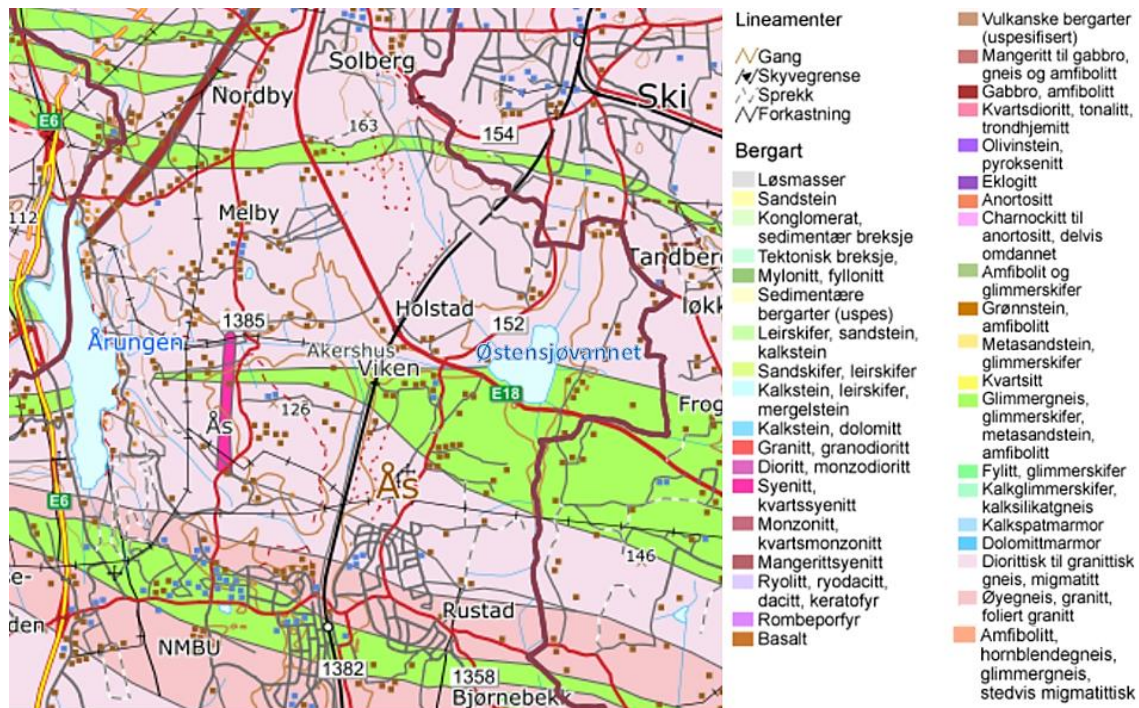 Solberg
Ski
Nordby
E6
163
154
112
Melby
Tandberg
Holstad
152
løkk
1385
Årungen
Akershus
Viken
Østensjøvannet
E18
Frog
126
Ås
Ås
E6
146
e-
den
Rustad
NMBU
1382
1358
Bjørnebekk
Lineamenter
Gang
Skyvegrense
Sprekk
Forkastning
Bergart
Løsmasser
Sandstein
Konglomerat,
sedimentær breksje
Tektonisk breksje,
Mylonitt, fyllonitt
Sedimentære
bergarter (uspes)
Leirskifer, sandstein,
kalkstein
Sandskifer, leirskifer
Kalkstein, leirskifer,
mergelstein
Kalkstein, dolomitt
Granitt, granodioritt
Dioritt, monzodioritt
Syenitt,
kvartssyenitt
Monzonitt,
kvartsmonzonitt
Mangerittsyenitt
Ryolitt, ryodacitt,
dacitt, keratofyr
Rombeporfyr
Basalt
Vulkanske bergarter
(uspesifisert)
Mangeritt til gabbro,
gneis og amfibolitt
Gabbro, amfibolitt
Kvartsdioritt, tonalitt,
trondhjemitt
Olivinstein,
pyroksenitt
Eklogitt
Anortositt
Charnockitt til
anortositt, delvis
omdannet
Amfibolit og
glimmerskifer
Grønnstein,
amfibolitt
Metasandstein,
glimmerskifer
Kvartsitt
Glimmergneis,
glimmerskifer,
metasandstein,
amfibolitt
Fylitt, glimmerskifer
Kalkglimmerskifer,
kalksilikatgneis
Kalkspatmarmor
Dolomittmarmor
Diorittisk til granittisk
gneis, migmatitt
Øyegneis, granitt,
foliert granitt
Amfibolitt,
hornblendegneis,
glimmergneis,
stedvis migmatittisk